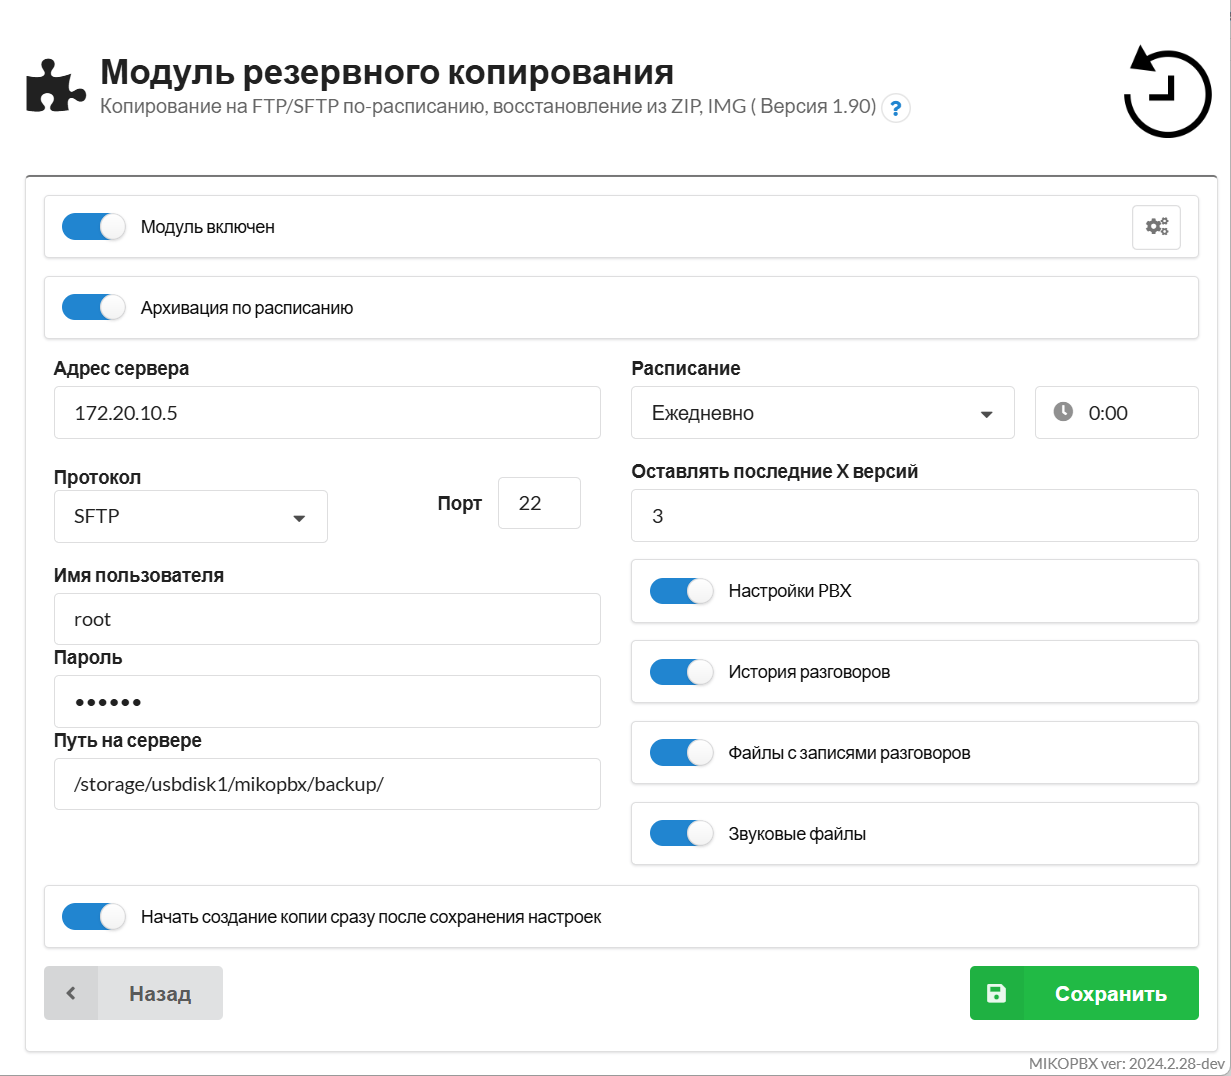 Модуль резервного копирования
Копирование на FTP/SFTP по-расписанию, восстановление из ZIP, IMG ( Версия 1.90) ?
Модуль включен
Архивация по расписанию
Адрес сервера
172.20.10.5
Протокол
SFTP
Порт
22
Имя пользователя
root
Пароль
••••••
Путь на сервере
/storage/usbdisk1/mikopbx/backup/
Расписание
Ежедневно
0:00
Оставлять последние X версий
3
Настройки PBX
История разговоров
Файлы с записями разговоров
Звуковые файлы
Начать создание копии сразу после сохранения настроек
Назад
Сохранить
MIKOPBX ver: 2024.2.28-dev